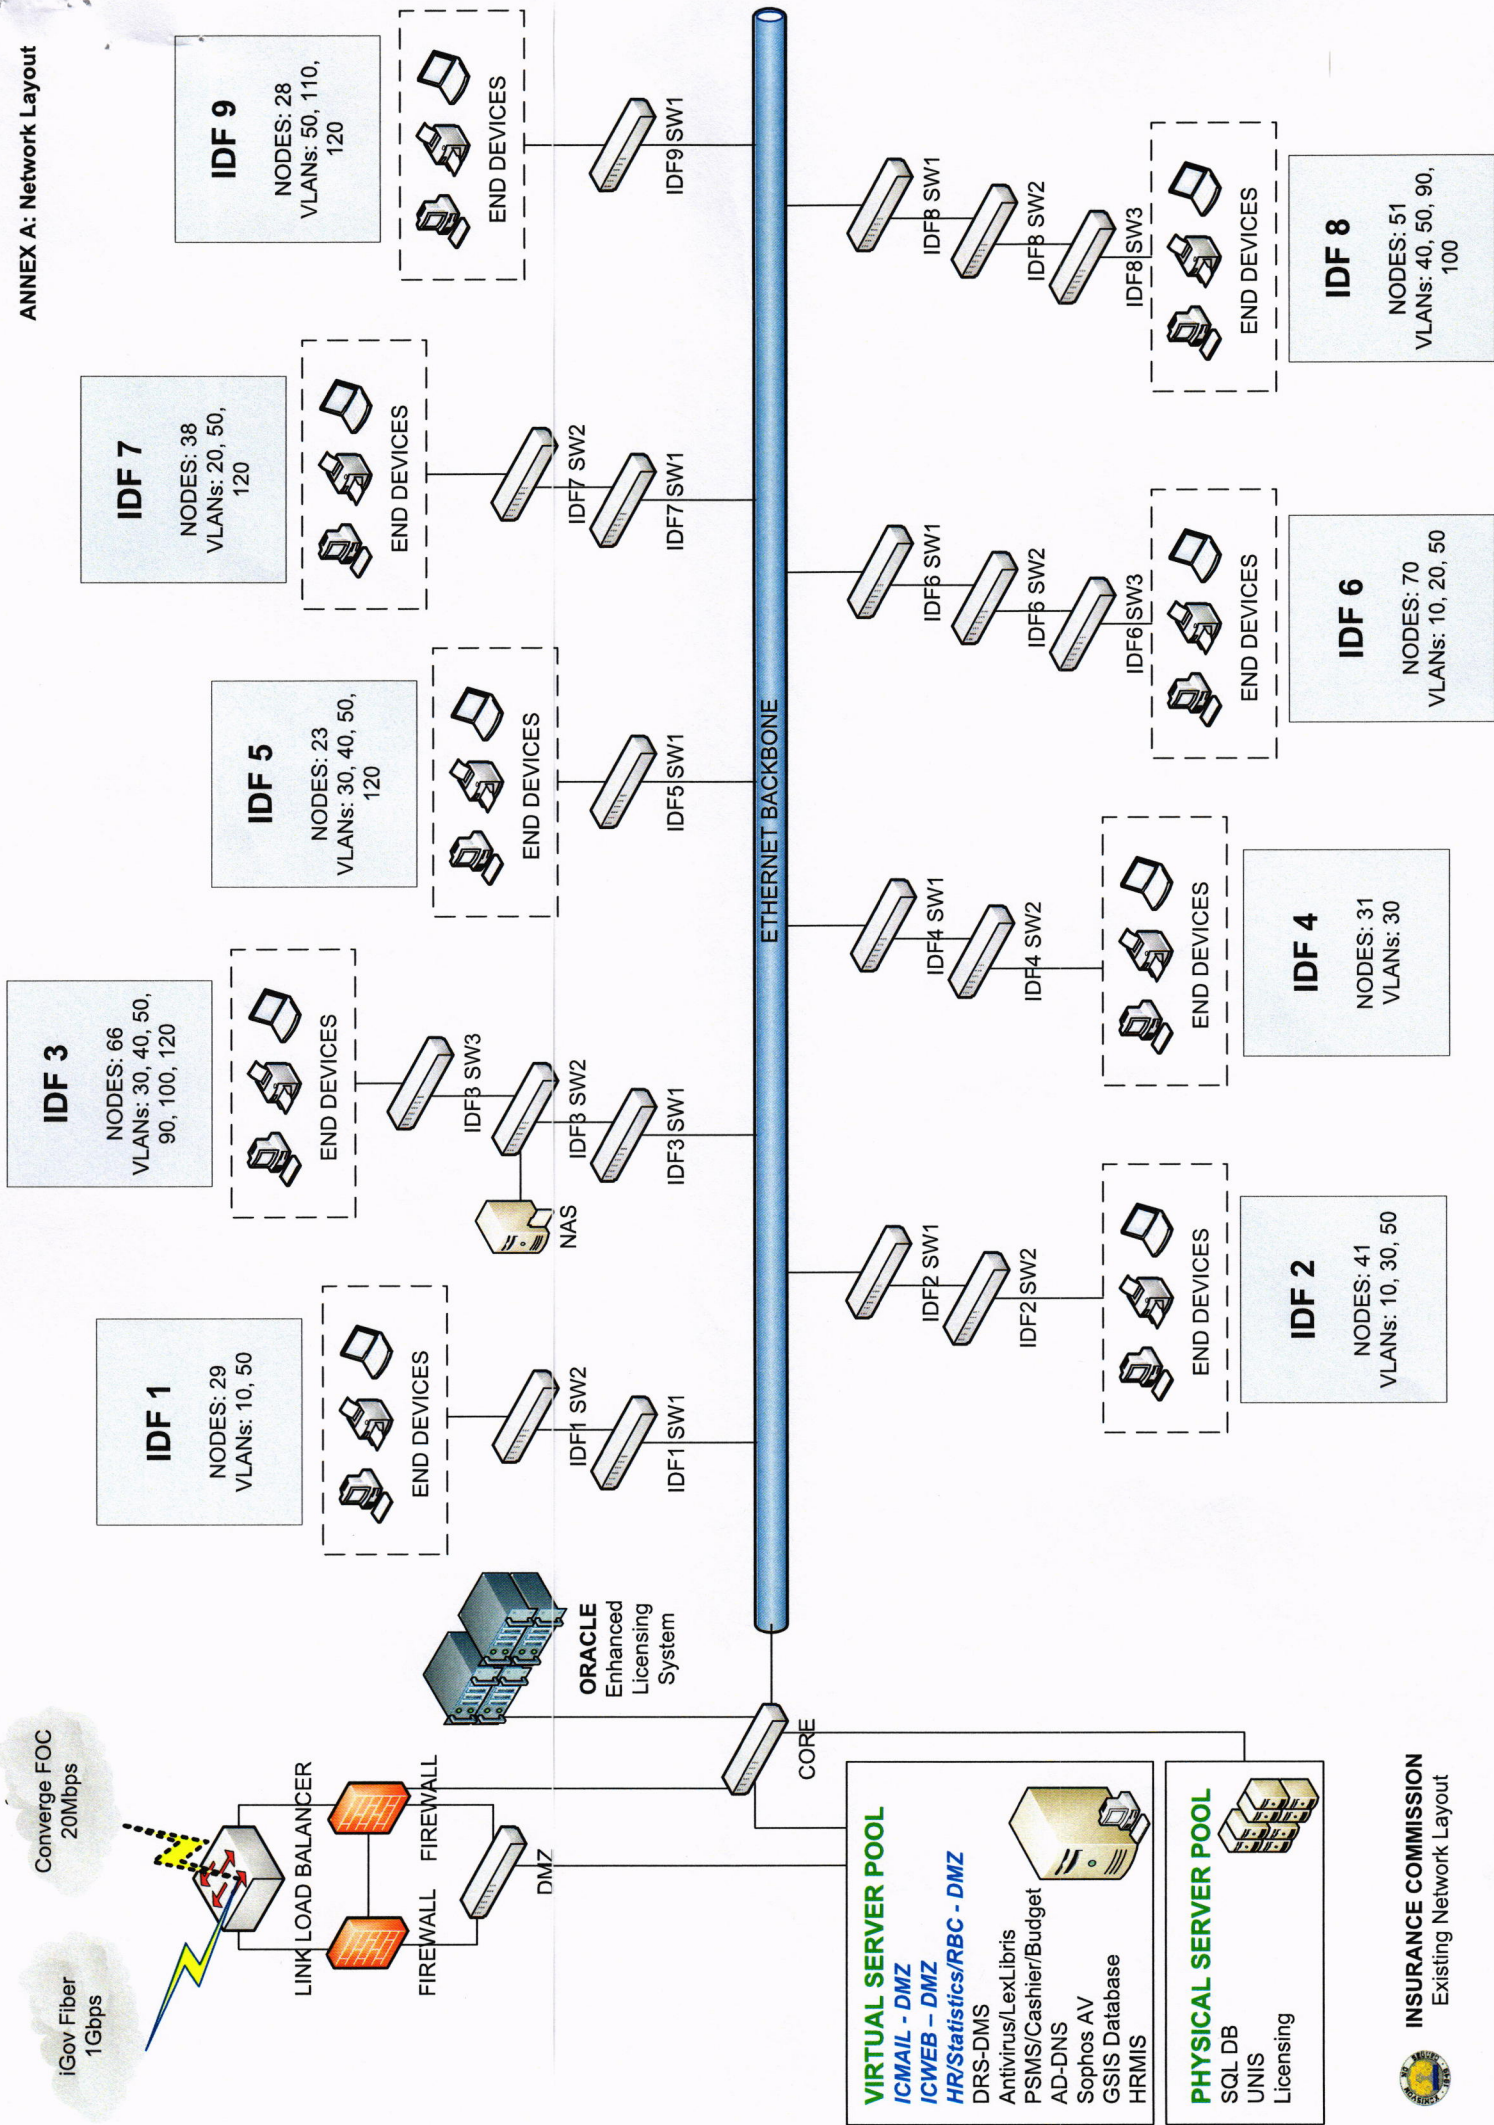 ANNEX A: Network Layout
iGov Fiber
1Gbps
Converge FOC
20Mbps
LINK LOAD BALANCER
FIREWALL
FIREWALL
DMZ
ORACLE
Enhanced
Licensing
System
CORE
VIRTUAL SERVER POOL
ICMAIL - DMZ
ICWEB – DMZ
HR/Statistics/RBC - DMZ
DRS-DMS
Antivirus/LexLibris
PSMS/Cashier/Budget
AD-DNS
Sophos AV
GSIS Database
HRMIS
PHYSICAL SERVER POOL
SQL DB
UNIS
Licensing
INSURANCE COMMISSION
Existing Network Layout
ETHERNET BACKBONE
IDF 1
NODES: 29
VLANs: 10, 50
END DEVICES
IDF1 SW2
IDF1 SW1
IDF 3
NODES: 66
VLANs: 30, 40, 50,
90, 100, 120
END DEVICES
IDF3 SW3
IDF3 SW2
NAS
IDF3 SW1
IDF 5
NODES: 23
VLANs: 30, 40, 50,
120
END DEVICES
IDF5 SW1
IDF 7
NODES: 38
VLANs: 20, 50,
120
END DEVICES
IDF7 SW2
IDF7 SW1
IDF 9
NODES: 28
VLANs: 50, 110,
120
END DEVICES
IDF9 SW1
IDF2 SW1
IDF2 SW2
END DEVICES
IDF 2
NODES: 41
VLANs: 10, 30, 50
IDF4 SW1
IDF4 SW2
END DEVICES
IDF 4
NODES: 31
VLANs: 30
IDF6 SW1
IDF6 SW2
IDF6 SW3
END DEVICES
IDF 6
NODES: 70
VLANs: 10, 20, 50
IDF8 SW1
IDF8 SW2
IDF8 SW3
END DEVICES
IDF 8
NODES: 51
VLANs: 40, 50, 90,
100